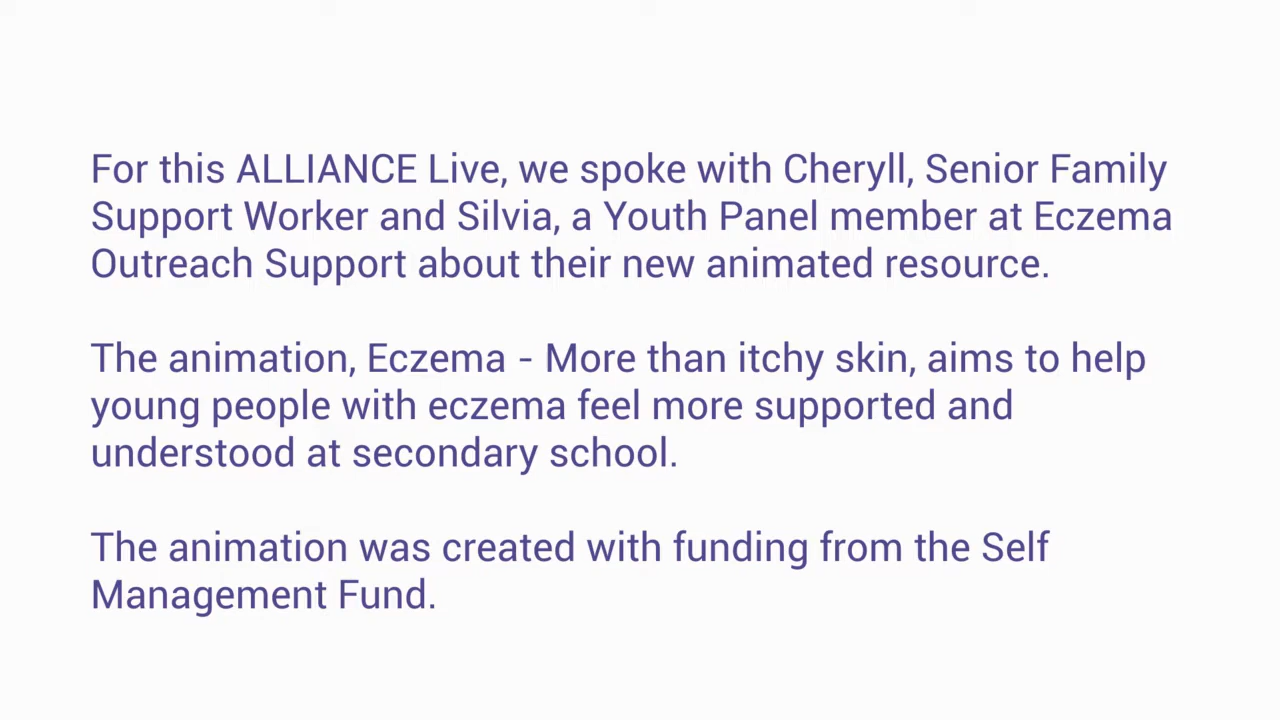 For this ALLIANCE Live, we spoke with Cheryll, Senior Family
Support Worker and Silvia, a Youth Panel member at Eczema
Outreach Support about their new animated resource.
The animation, Eczema - More than itchy skin, aims to help
young people with eczema feel more supported and
understood at secondary school.
The animation was created with funding from the Self
Management Fund.